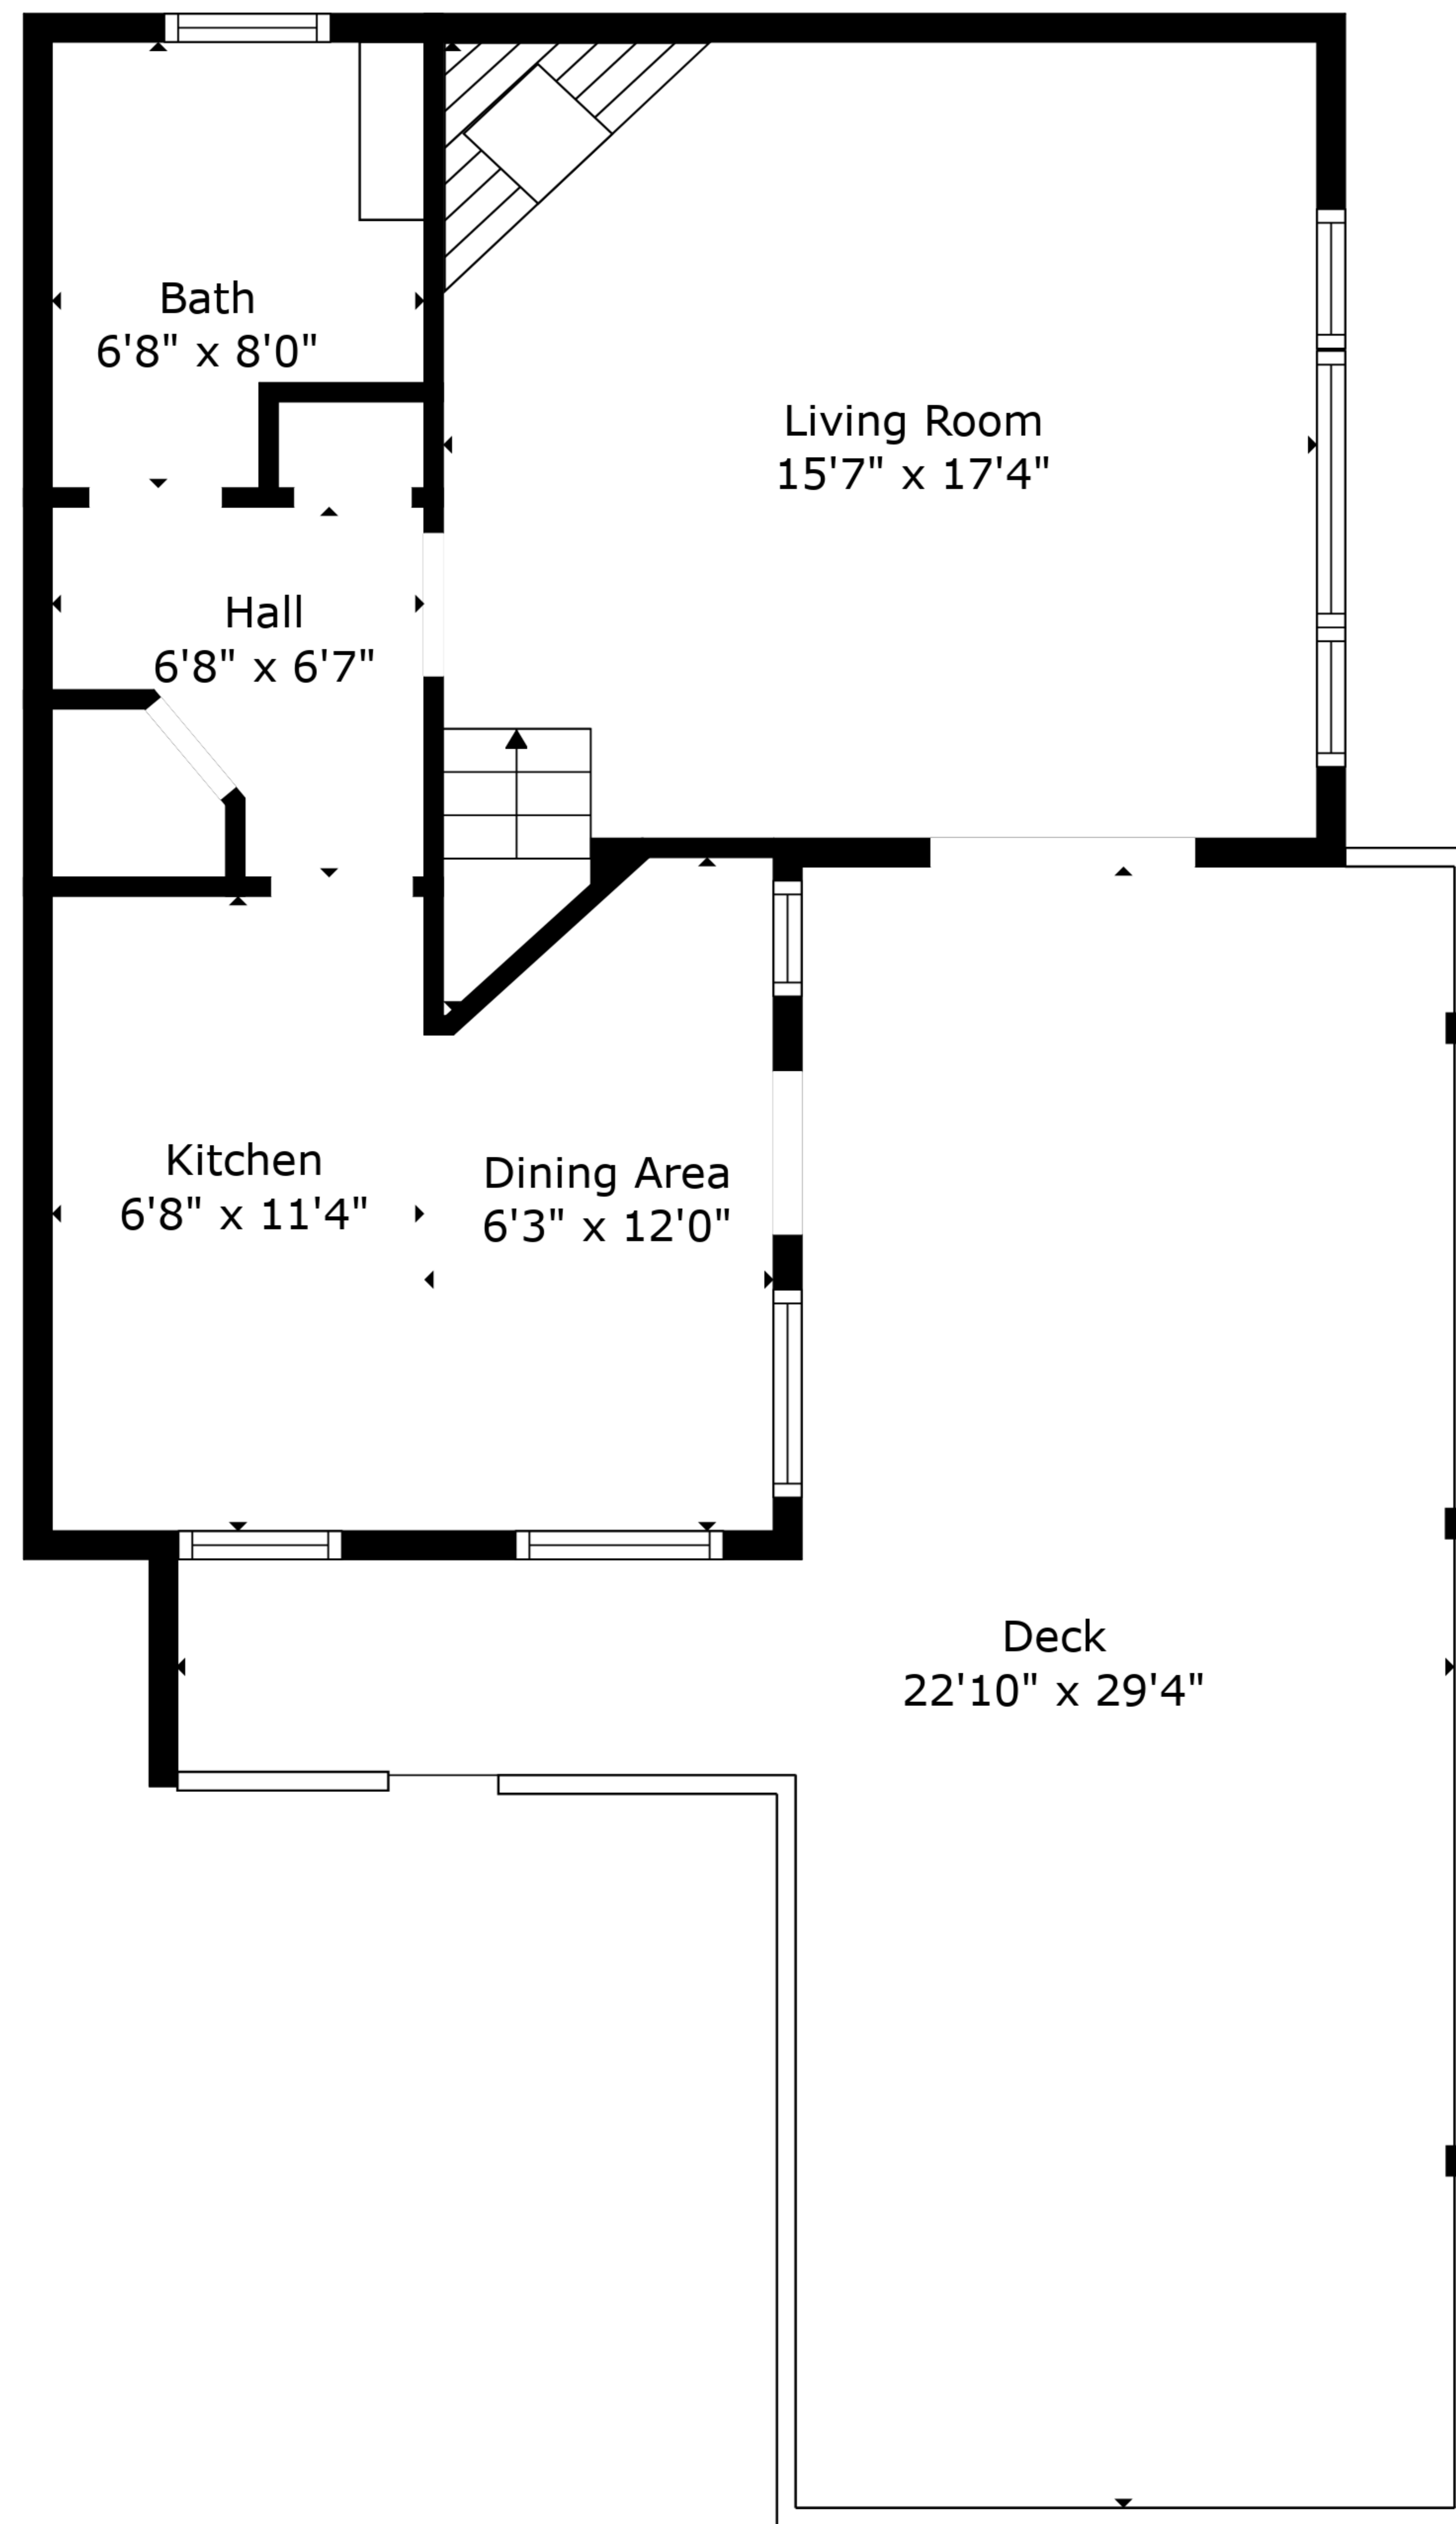 Bath
6'8" x 8'0"
Living Room
15'7" x 17'4"
Hall
6'8" x 6'7"
Kitchen
6'8" x 11'4"
Dining Area
6'3" x 12'0"
Deck
22'10" x 29'4"